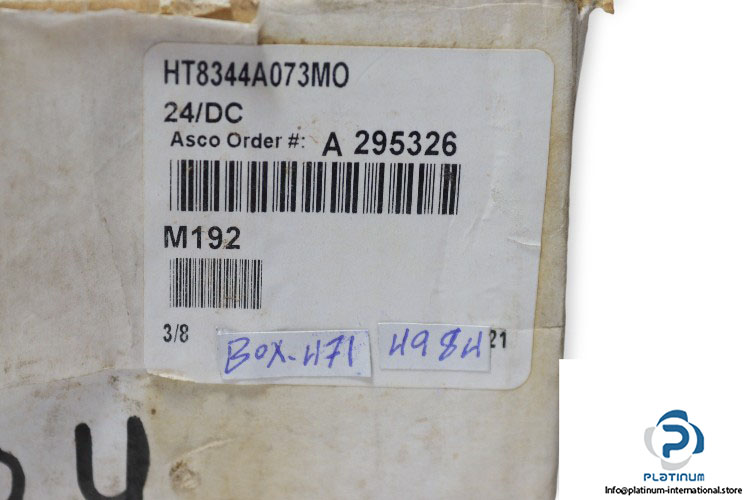 HT8344A073MO
24/DC
Asco Order #: A 295326
M192
3/8
BOX-471 4984 21
U
PLATINUM
Info@platinum-international.store